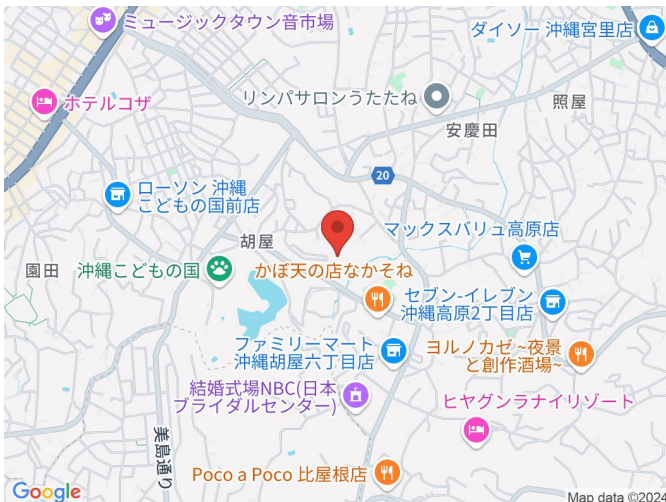 ミュージックタウン音市場
ダイソー 沖縄宮里店
ホテルコザ
リンパサロンうたたね
照屋
安慶田
20
ローソン 沖縄
こどもの国前店
胡屋
マックスバリュ高原店
園田
沖縄こどもの国
かぼ天の店なかそね
セブン-イレブン
沖縄高原2丁目店
ファミリーマート
沖縄胡屋六丁目店
ヨルノカゼ ~夜景
と創作酒場~
結婚式場NBC(日本
ブライダルセンター)
ヒヤグンラナイリゾート
美島通り
Poco a Poco 比屋根店
Google
Map data ©2024